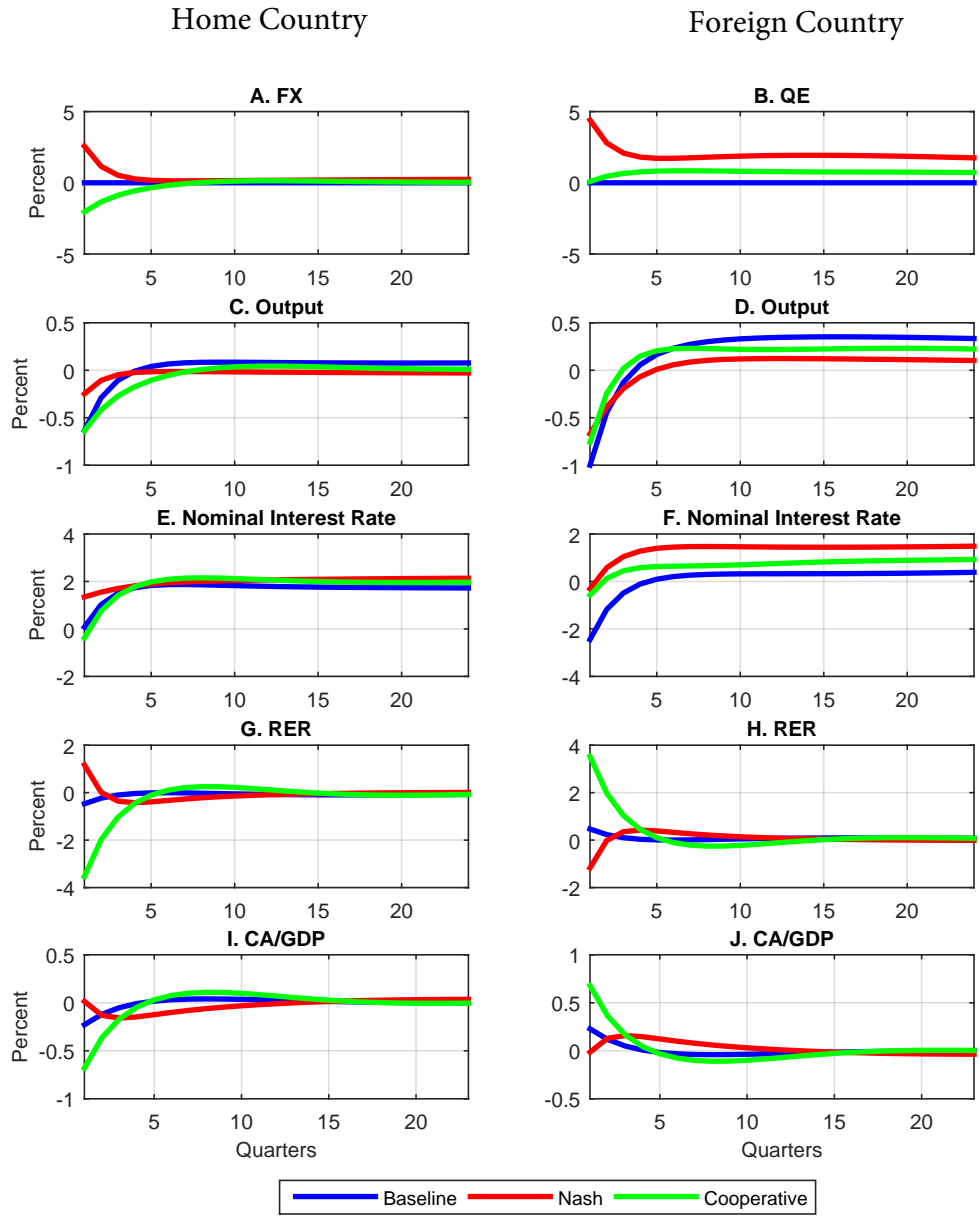 Home Country
Foreign Country
A. FX
B. QE
5
0
-5
Percent
5 10 15 20
5
0
-5
5 10 15 20
C. Output
D. Output
0.5
0
-0.5
-1
Percent
5 10 15 20
0.5
0
-0.5
-1
5 10 15 20
E. Nominal Interest Rate
F. Nominal Interest Rate
4
2
0
-2
Percent
5 10 15 20
2
0
-2
-4
5 10 15 20
G. RER
H. RER
2
0
-2
-4
Percent
5 10 15 20
4
2
0
-2
5 10 15 20
I. CA/GDP
J. CA/GDP
0.5
0
-0.5
-1
Percent
5 10 15 20
Quarters
1
0.5
0
-0.5
5 10 15 20
Quarters
Baseline Nash Cooperative